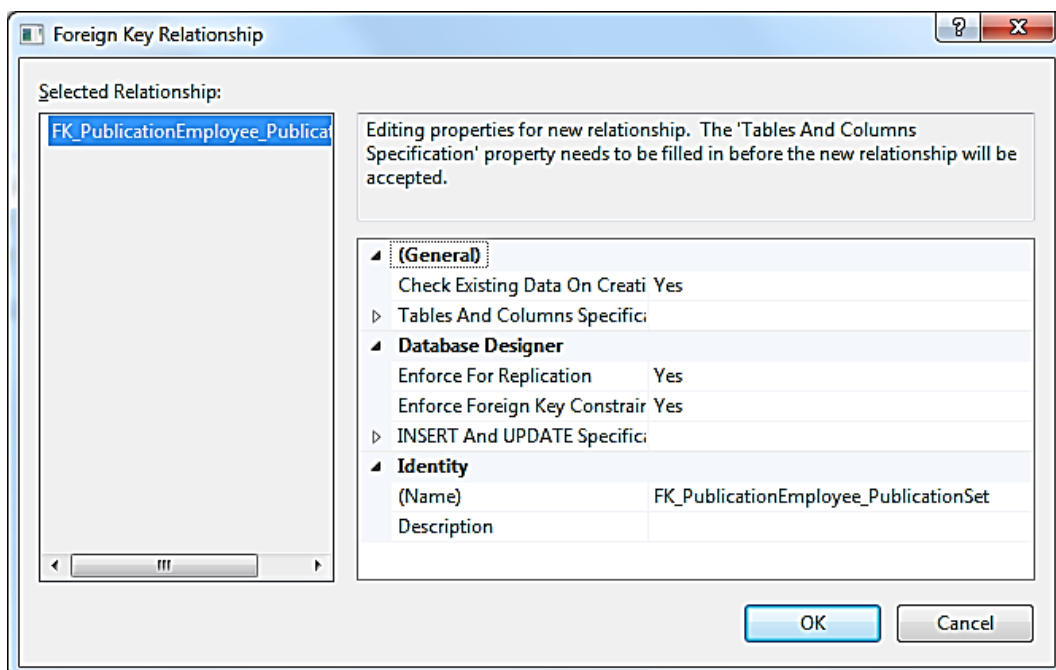 Foreign Key Relationship
Selected Relationship:
FK_PublicationEmployee_Publicat
Editing properties for new relationship. The 'Tables And Columns
Specification' property needs to be filled in before the new relationship will be
accepted.
(General)
Check Existing Data On Creati Yes
Tables And Columns Specifica
Database Designer
Enforce For Replication Yes
Enforce Foreign Key Constrair Yes
INSERT And UPDATE Specifica
Identity
(Name) FK_PublicationEmployee_PublicationSet
Description
OK Cancel